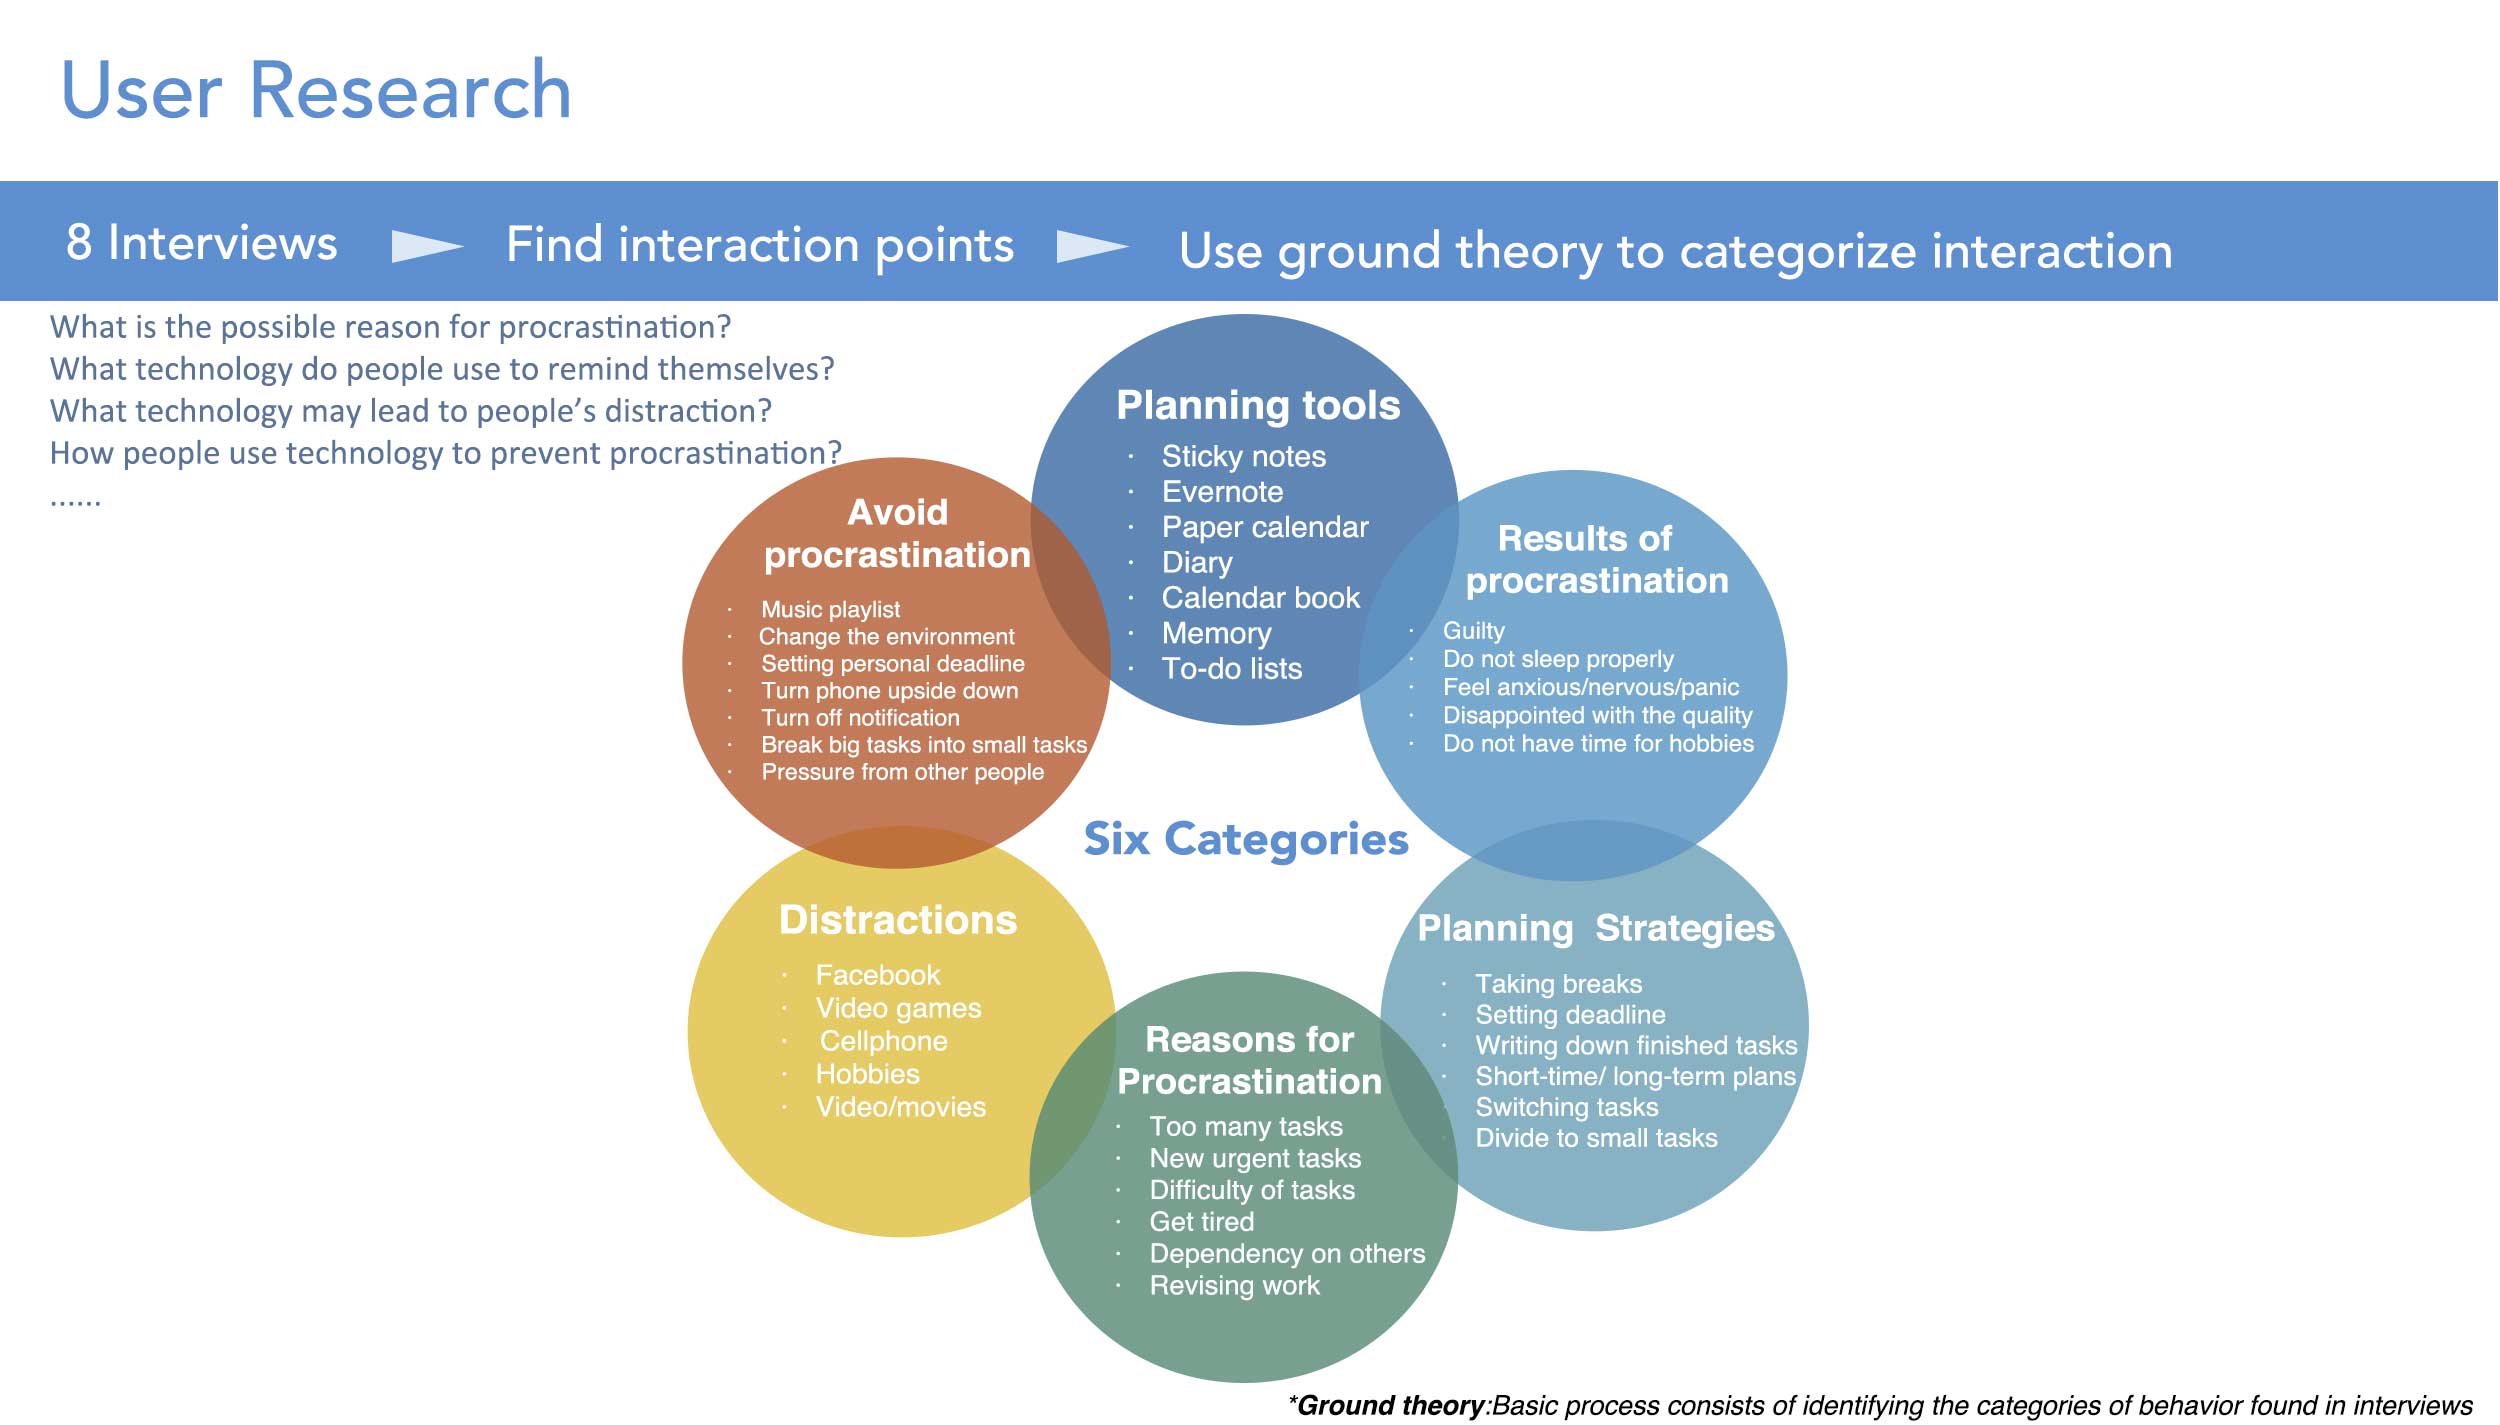 User Research
8 Interviews
Find interaction points
Use ground theory to categorize interaction
What is the possible reason for procrastination?
What technology do people use to remind themselves?
What technology may lead to people’s distraction?
How people use technology to prevent procrastination?
......
Planning tools
· Sticky notes
· Evernote
· Paper calendar
· Diary
· Calendar book
· Memory
· To-do lists
Avoid
procrastination
· Music playlist
· Change the environment
· Setting personal deadline
· Turn phone upside down
· Turn off notification
· Break big tasks into small tasks
· Pressure from other people
Results of
procrastination
· Guilty
· Do not sleep properly
· Feel anxious/nervous/panic
· Disappointed with the quality
· Do not have time for hobbies
Six Categories
Distractions
· Facebook
· Video games
· Cellphone
· Hobbies
· Video/movies
Planning Strategies
· Taking breaks
· Setting deadline
· Writing down finished tasks
· Short-time/ long-term plans
· Switching tasks
· Divide to small tasks
Reasons for
Procrastination
· Too many tasks
· New urgent tasks
· Difficulty of tasks
· Get tired
· Dependency on others
· Revising work
*Ground theory:Basic process consists of identifying the categories of behavior found in interviews